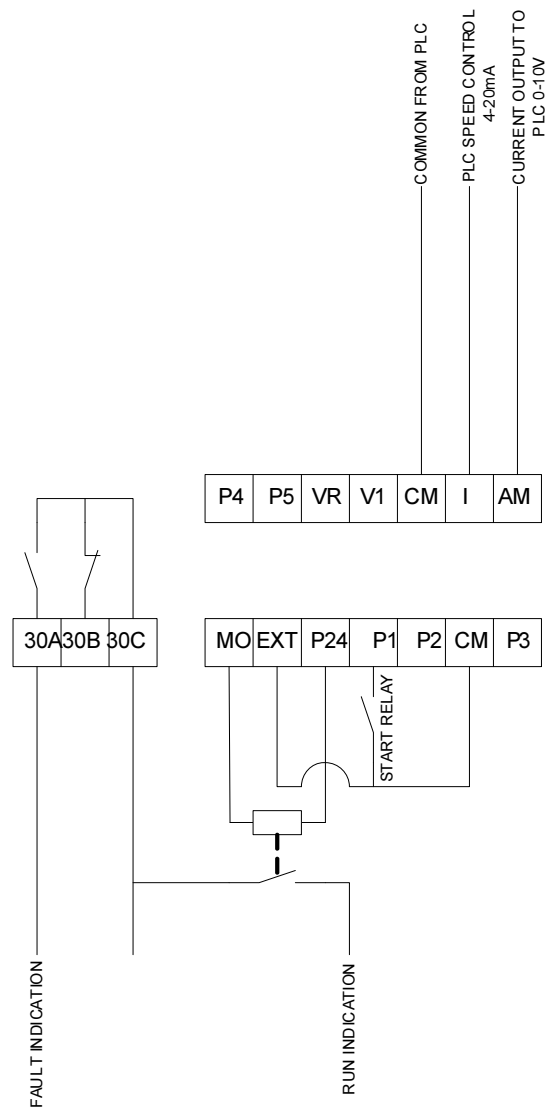 COMMON FROM PLC
PLC SPEED CONTROL
4-20mA
CURRENT OUTPUT TO
PLC 0-10V
P4 P5 VR V1 CM I AM
30A 30B 30C
MO EXT P24 P1 P2 CM P3
START RELAY
FAULT INDICATION
RUN INDICATION